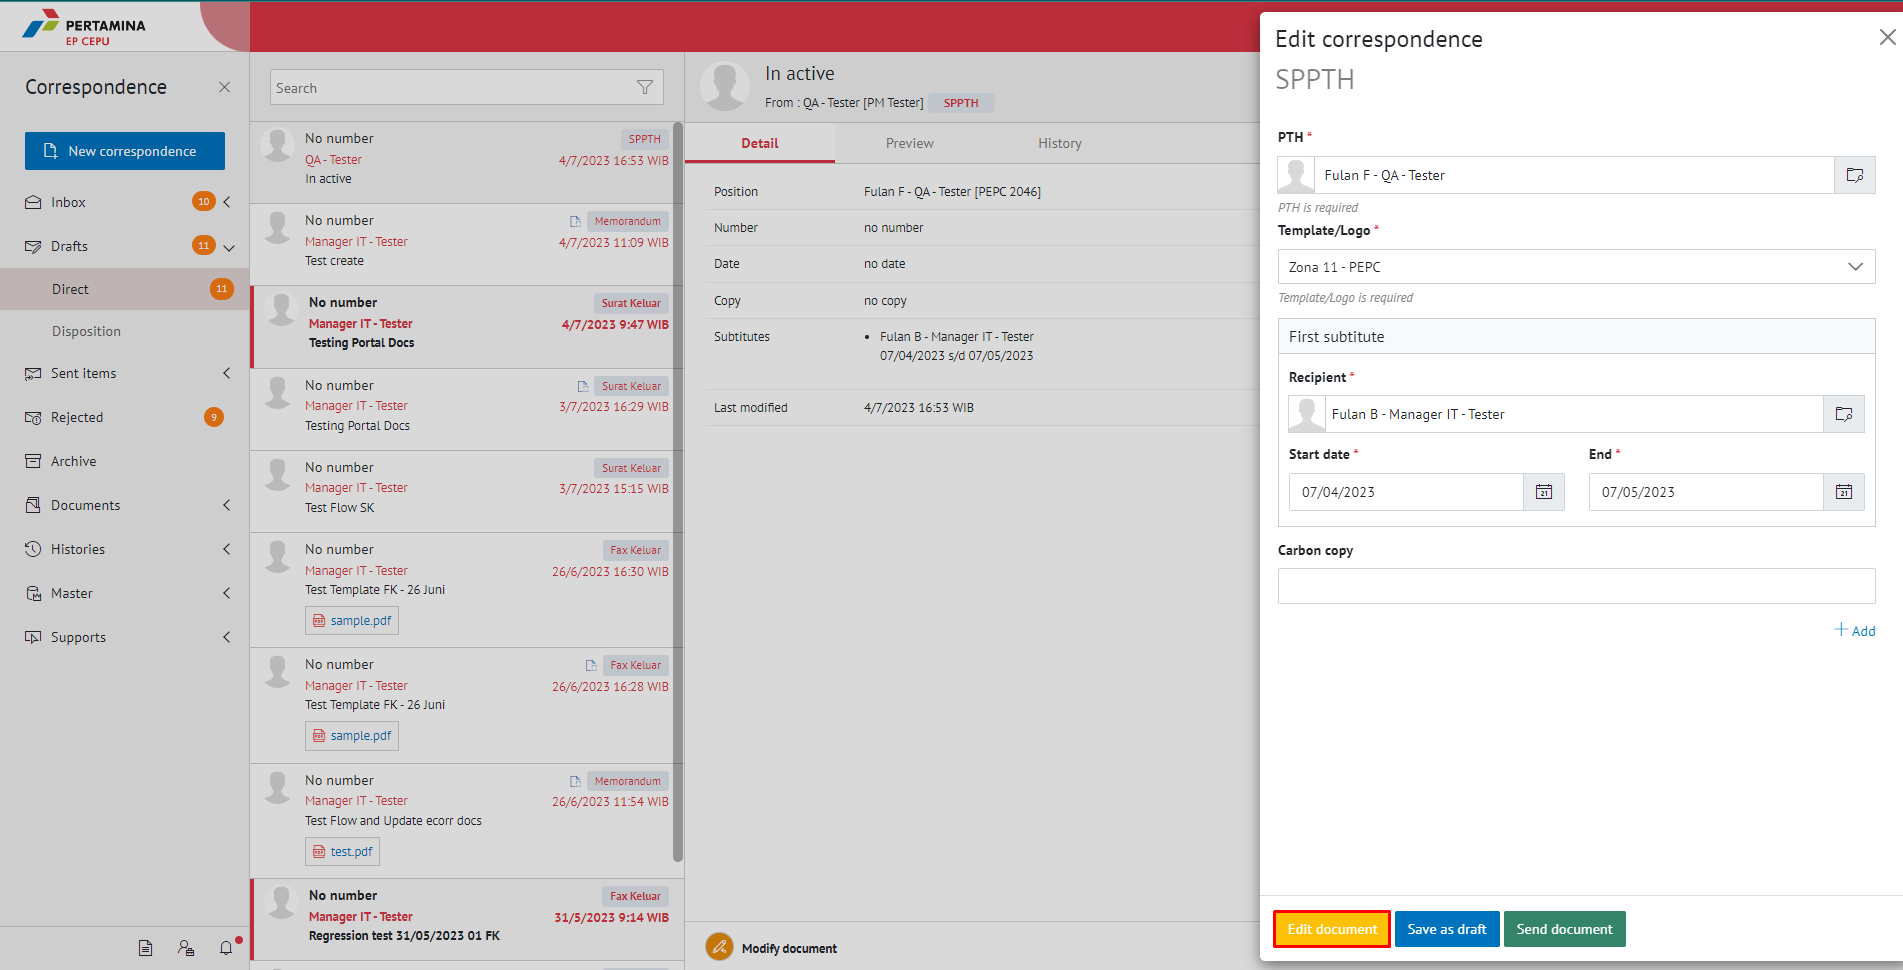 PERTAMINA
EP CEPU
Correspondence
New correspondence
Inbox 10
Drafts 11
Direct 11
Disposition
Sent items
Rejected 9
Archive
Documents
Histories
Master
Supports
Search
No number SPPTH
QA - Tester 4/7/2023 16:53 WIB
In active
No number Memorandum
Manager IT - Tester 4/7/2023 11:09 WIB
Test create
No number Surat Keluar
Manager IT - Tester 4/7/2023 9:47 WIB
Testing Portal Docs
No number Surat Keluar
Manager IT - Tester 3/7/2023 16:29 WIB
Testing Portal Docs
No number Surat Keluar
Manager IT - Tester 3/7/2023 15:15 WIB
Test Flow SK
No number Fax Keluar
Manager IT - Tester 26/6/2023 16:30 WIB
Test Template FK - 26 Juni
sample.pdf
No number Fax Keluar
Manager IT - Tester 26/6/2023 16:28 WIB
Test Template FK - 26 Juni
sample.pdf
No number Memorandum
Manager IT - Tester 26/6/2023 11:54 WIB
Test Flow and Update ecorr docs
test.pdf
No number Fax Keluar
Manager IT - Tester 31/5/2023 9:14 WIB
Regression test 31/05/2023 01 FK
In active
From : QA - Tester [PM Tester] SPPTH
Detail Preview History
Position Fulan F - QA - Tester [PEPC 2046]
Number no number
Date no date
Copy no copy
Subtitutes • Fulan B - Manager IT - Tester
07/04/2023 s/d 07/05/2023
Last modified 4/7/2023 16:53 WIB
Modify document
Edit correspondence
SPPTH
PTH *
Fulan F - QA - Tester
PTH is required
Template/Logo *
Zona 11 - PEPC
Template/Logo is required
First subtitute
Recipient *
Fulan B - Manager IT - Tester
Start date * End *
07/04/2023 21 07/05/2023 21
Carbon copy
+ Add
Edit document Save as draft Send document